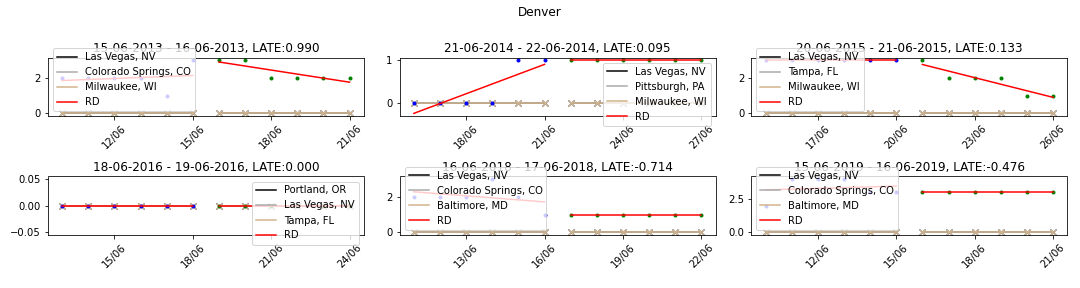 Denver
15-06-2013 - 16-06-2013, LATE:0.990
Las Vegas, NV
Colorado Springs, CO
Milwaukee, WI
RD
2
0
12/06
15/06
18/06
21/06
21-06-2014 - 22-06-2014, LATE:0.095
Las Vegas, NV
Pittsburgh, PA
Milwaukee, WI
RD
1
0
18/06
21/06
24/06
27/06
20-06-2015 - 21-06-2015, LATE:0.133
Las Vegas, NV
Tampa, FL
Milwaukee, WI
RD
2
0
17/06
20/06
23/06
26/06
18-06-2016 - 19-06-2016, LATE:0.000
Portland, OR
Las Vegas, NV
Tampa, FL
RD
0.05
0.00
−0.05
15/06
18/06
21/06
24/06
16-06-2018 - 17-06-2018, LATE:-0.714
Las Vegas, NV
Colorado Springs, CO
Baltimore, MD
RD
2
0
13/06
16/06
19/06
22/06
15-06-2019 - 16-06-2019, LATE:-0.476
Las Vegas, NV
Colorado Springs, CO
Baltimore, MD
RD
2.5
0.0
12/06
15/06
18/06
21/06